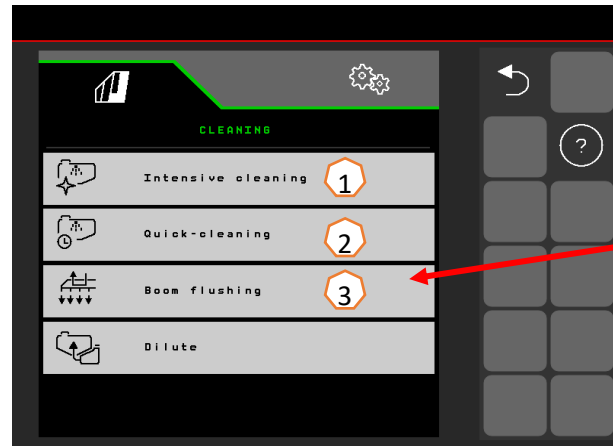 CLEANING
?
Intensive cleaning 1
Quick-cleaning 2
Boom flushing 3
Dilute